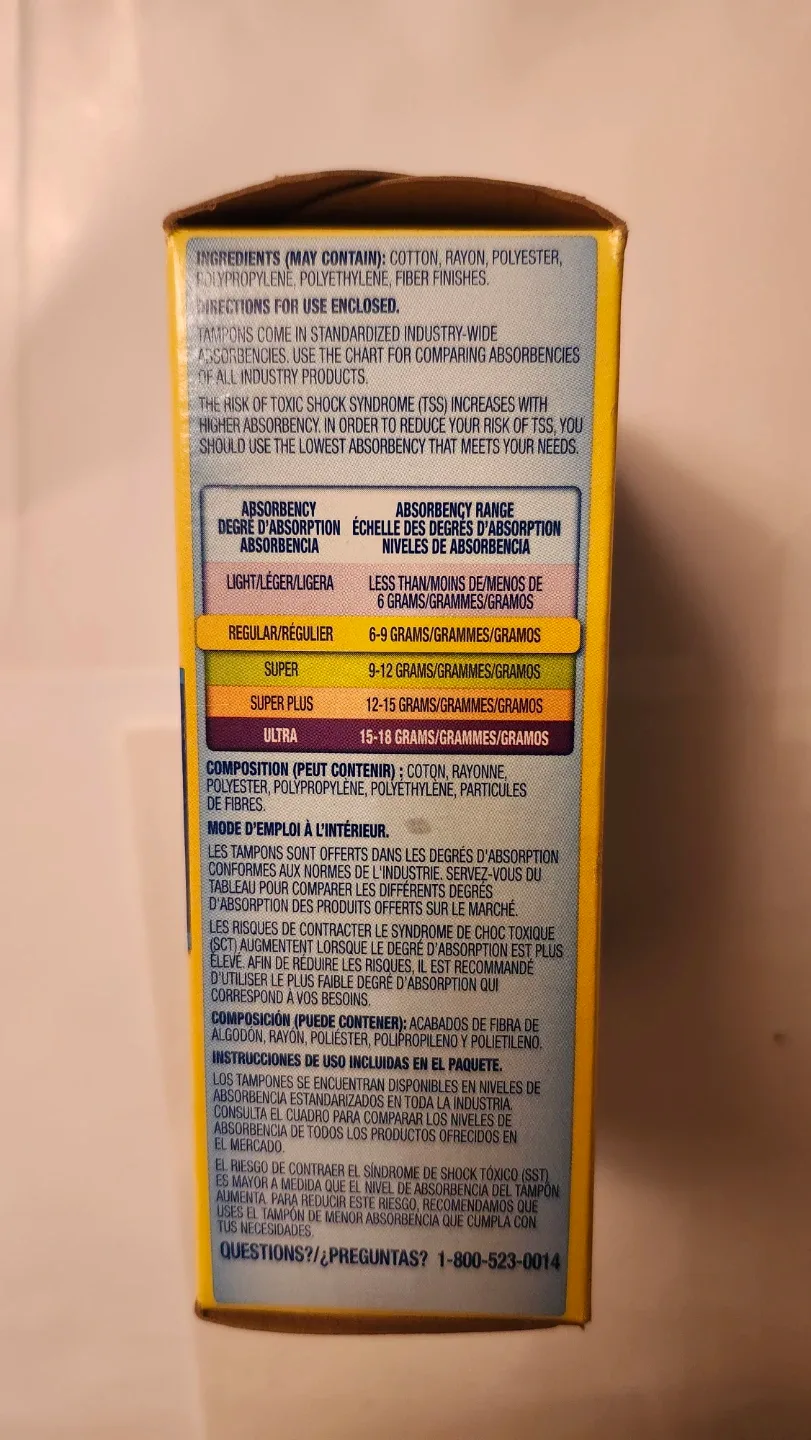 INGREDIENTS (MAY CONTAIN): COTTON, RAYON, POLYESTER,
POLYPROPYLENE, POLYETHYLENE, FIBER FINISHES.
DIRECTIONS FOR USE ENCLOSED.
TAMPONS COME IN STANDARDIZED INDUSTRY-WIDE
ABSORBENCIES. USE THE CHART FOR COMPARING ABSORBENCIES
OF ALL INDUSTRY PRODUCTS.
THE RISK OF TOXIC SHOCK SYNDROME (TSS) INCREASES WITH
HIGHER ABSORBENCY. IN ORDER TO REDUCE YOUR RISK OF TSS, YOU
SHOULD USE THE LOWEST ABSORBENCY THAT MEETS YOUR NEEDS.
ABSORBENCY ABSORBENCY RANGE
DEGRÉ D'ABSORPTION ÉCHELLE DES DEGRÉS D'ABSORPTION
ABSORBENCIA NIVELES DE ABSORBENCIA
LIGHT/LÉGER/LIGERA LESS THAN/MOINS DE/MENOS DE
6 GRAMS/GRAMMES/GRAMOS
REGULAR/RÉGULIER 6-9 GRAMS/GRAMMES/GRAMOS
SUPER 9-12 GRAMS/GRAMMES/GRAMOS
SUPER PLUS 12-15 GRAMS/GRAMMES/GRAMOS
ULTRA 15-18 GRAMS/GRAMMES/GRAMOS
COMPOSITION (PEUT CONTENIR) : COTON, RAYONNE,
POLYESTER, POLYPROPYLÈNE, POLYÉTHYLÈNE, PARTICULES
DE FIBRES.
MODE D'EMPLOI À L'INTÉRIEUR.
LES TAMPONS SONT OFFERTS DANS LES DEGRÉS D'ABSORPTION
CONFORMES AUX NORMES DE L'INDUSTRIE. SERVEZ-VOUS DU
TABLEAU POUR COMPARER LES DIFFÉRENTS DEGRÉS
D'ABSORPTION DES PRODUITS OFFERTS SUR LE MARCHÉ.
LES RISQUES DE CONTRACTER LE SYNDROME DE CHOC TOXIQUE
(SCT) AUGMENTENT LORSQUE LE DEGRÉ D'ABSORPTION EST PLUS
ÉLEVÉ. AFIN DE RÉDUIRE LES RISQUES, IL EST RECOMMANDÉ
D'UTILISER LE PLUS FAIBLE DEGRÉ D'ABSORPTION QUI
CORRESPOND À VOS BESOINS.
COMPOSICIÓN (PUEDE CONTENER): ACABADOS DE FIBRA DE
ALGODÓN, RAYÓN, POLIÉSTER, POLIPROPILENO Y POLIETILENO.
INSTRUCCIONES DE USO INCLUIDAS EN EL PAQUETE.
LOS TAMPONES SE ENCUENTRAN DISPONIBLES EN NIVELES DE
ABSORBENCIA ESTANDARIZADOS EN TODA LA INDUSTRIA.
CONSULTA EL CUADRO PARA COMPARAR LOS NIVELES DE
ABSORBENCIA DE TODOS LOS PRODUCTOS OFRECIDOS EN
EL MERCADO.
EL RIESGO DE CONTRAER EL SÍNDROME DE SHOCK TÓXICO (SST)
ES MAYOR A MEDIDA QUE EL NIVEL DE ABSORBENCIA DEL TAMPÓN
AUMENTA. PARA REDUCIR ESTE RIESGO, RECOMENDAMOS QUE
USES EL TAMPÓN DE MENOR ABSORBENCIA QUE CUMPLA CON
TUS NECESIDADES.
QUESTIONS?/¿PREGUNTAS? 1-800-523-0014